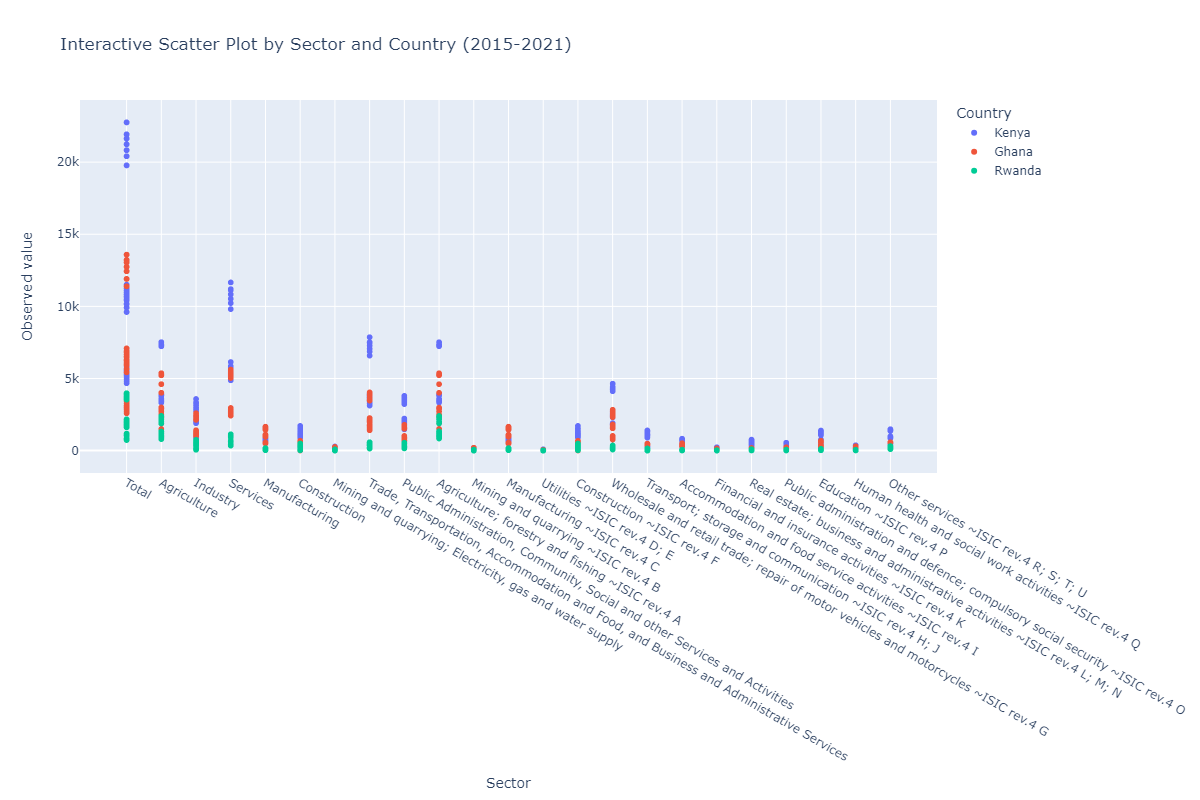 Interactive Scatter Plot by Sector and Country (2015-2021)
Country
Kenya
Ghana
Rwanda
Observed value
20k
15k
10k
5k
0
Total
Agriculture
Industry
Services
Manufacturing
Construction
Mining and quarrying; Electricity, gas and water supply
Trade, Transportation, Accommodation and Food, and Business and Administrative Services
Public Administration, Community, Social and other Services and Activities
Agriculture; forestry and fishing ~ISIC rev.4 A
Mining and quarrying ~ISIC rev.4 B
Manufacturing ~ISIC rev.4 C
Utilities ~ISIC rev.4 D; E
Construction ~ISIC rev.4 F
Wholesale and retail trade; repair of motor vehicles and motorcycles ~ISIC rev.4 G
Transport; storage and communication ~ISIC rev.4 H; J
Accommodation and food service activities ~ISIC rev.4 I
Financial and insurance activities ~ISIC rev.4 K
Real estate; business and administrative activities ~ISIC rev.4 L; M; N
Public administration and defence; compulsory social security ~ISIC rev.4 O
Education ~ISIC rev.4 P
Human health and social work activities ~ISIC rev.4 Q
Other services ~ISIC rev.4 R; S; T; U
Sector